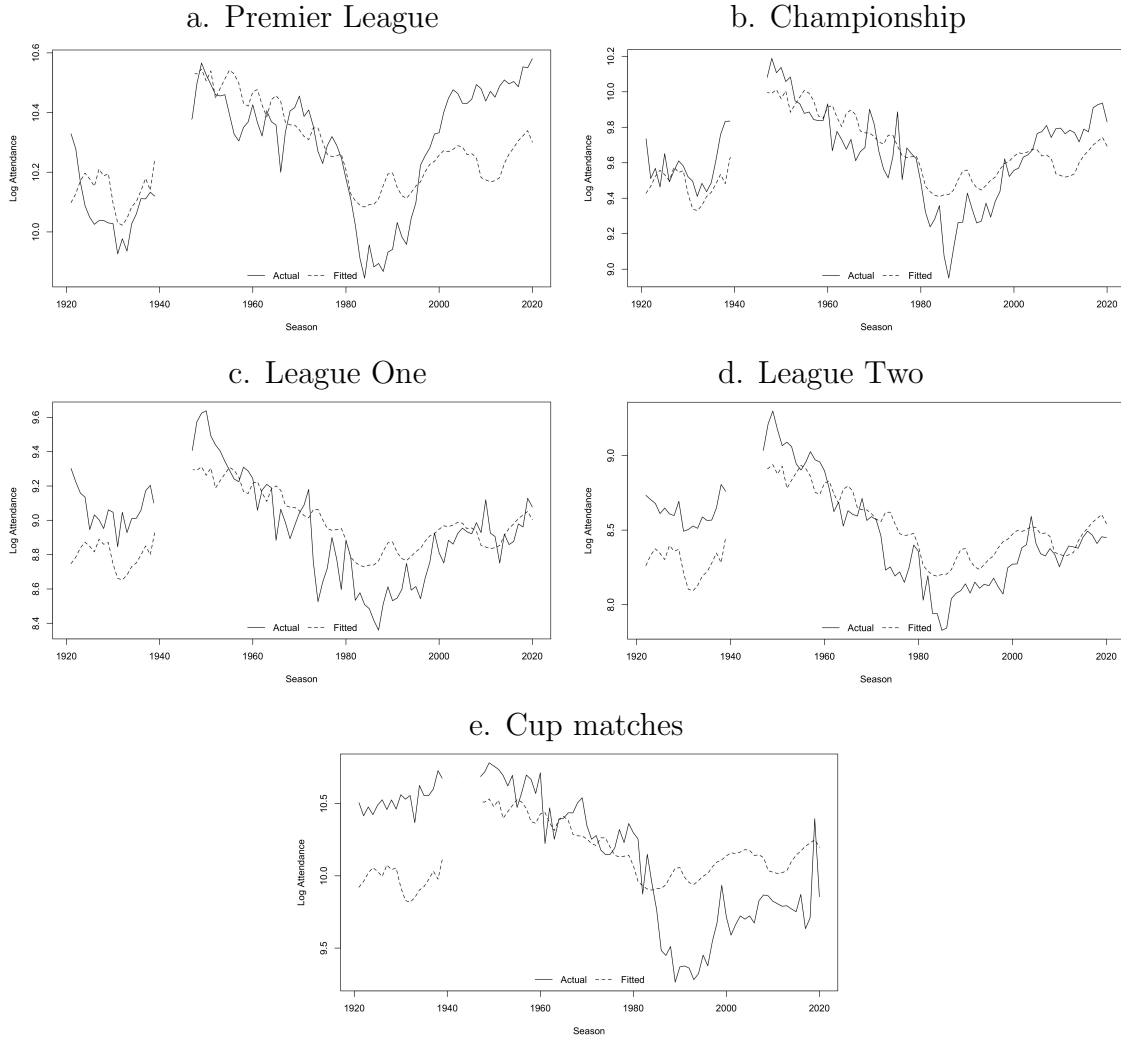 a. Premier League
Log Attendance
10.0 10.2 10.4 10.6
Actual Fitted
1920 1940 1960 1980 2000 2020
Season
b. Championship
Log Attendance
9.0 9.2 9.4 9.6 9.8 10.0 10.2
Actual Fitted
1920 1940 1960 1980 2000 2020
Season
c. League One
Log Attendance
8.4 8.6 8.8 9.0 9.2 9.4 9.6
Actual Fitted
1920 1940 1960 1980 2000 2020
Season
d. League Two
Log Attendance
8.0 8.5 9.0
Actual Fitted
1920 1940 1960 1980 2000 2020
Season
e. Cup matches
Log Attendance
9.5 10.0 10.5
Actual Fitted
1920 1940 1960 1980 2000 2020
Season